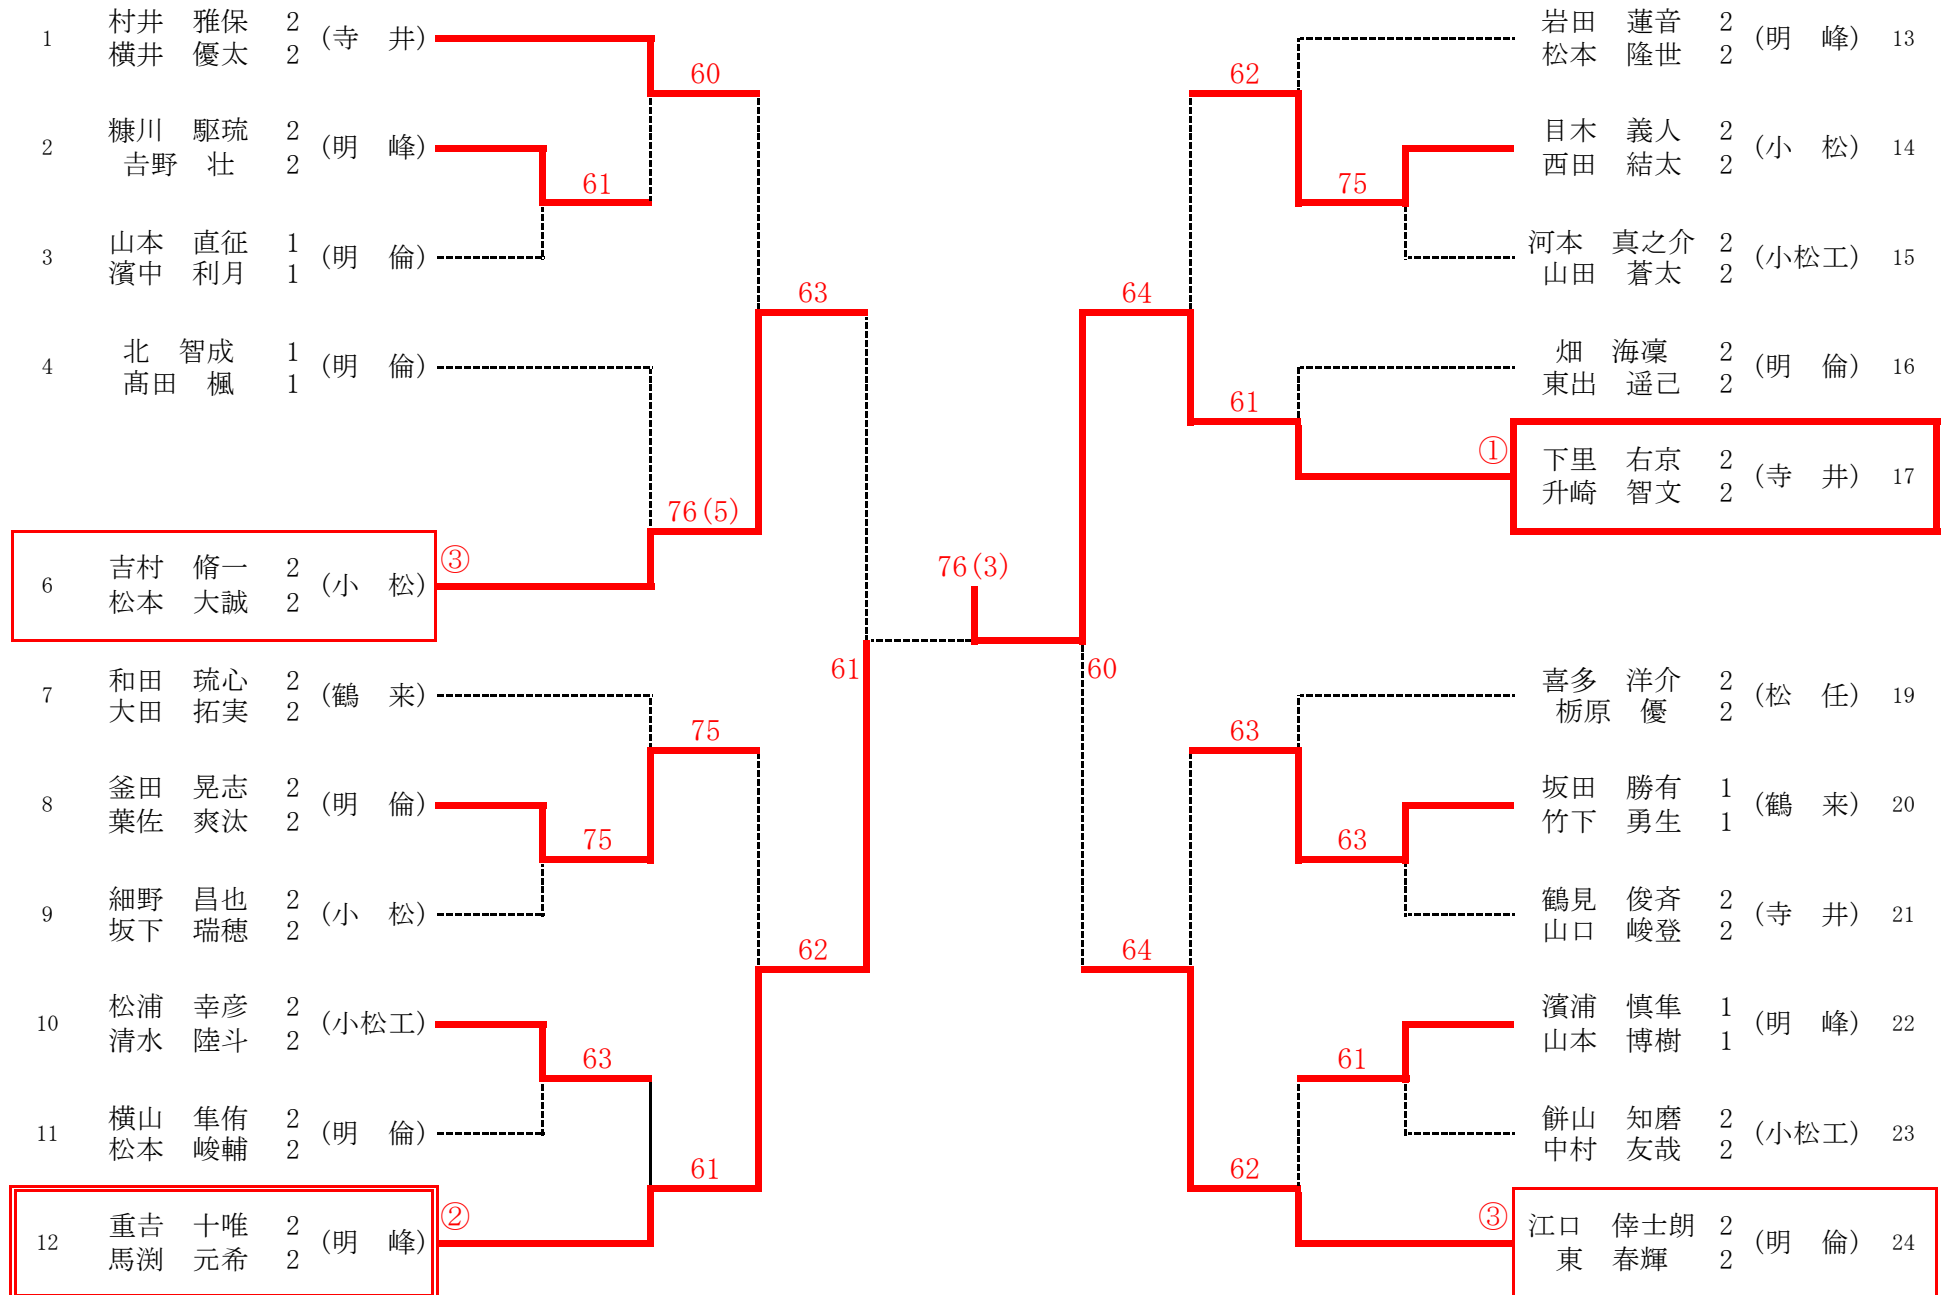 1 村井 雅保 2 (寺 井)
横井 優太 2
60
2 糠川 駆琉 2 (明 峰)
吉野 壮 2
61
3 山本 直征 1 (明 倫)
濱中 利月 1
63
4 北 智成 1 (明 倫)
髙田 楓 1
76(5)
6 吉村 脩一 2 (小 松) ③
松本 大誠 2
7 和田 琉心 2 (鶴 来)
大田 拓実 2
61
75
8 釜田 晃志 2 (明 倫)
葉佐 爽汰 2
75
9 細野 昌也 2 (小 松)
坂下 瑞穂 2
62
10 松浦 幸彦 2 (小松工)
清水 陸斗 2
63
11 横山 隼侑 2 (明 倫)
松本 峻輔 2
61
12 重吉 十唯 2 (明 峰) ②
馬渕 元希 2
76(3)
岩田 蓮音 2 (明 峰) 13
松本 隆世 2
62
目木 義人 2 (小 松) 14
西田 結太 2
75
河本 真之介 2 (小松工) 15
山田 蒼太 2
64
畑 海凜 2 (明 倫) 16
東出 遥己 2
61
① 下里 右京 2 (寺 井) 17
升崎 智文 2
60
喜多 洋介 2 (松 任) 19
栃原 優 2
63
坂田 勝有 1 (鶴 来) 20
竹下 勇生 1
63
鶴見 俊斉 2 (寺 井) 21
山口 峻登 2
64
濱浦 慎隼 1 (明 峰) 22
山本 博樹 1
61
餅山 知磨 2 (小松工) 23
中村 友哉 2
62
③ 江口 倖士朗 2 (明 倫) 24
東 春輝 2